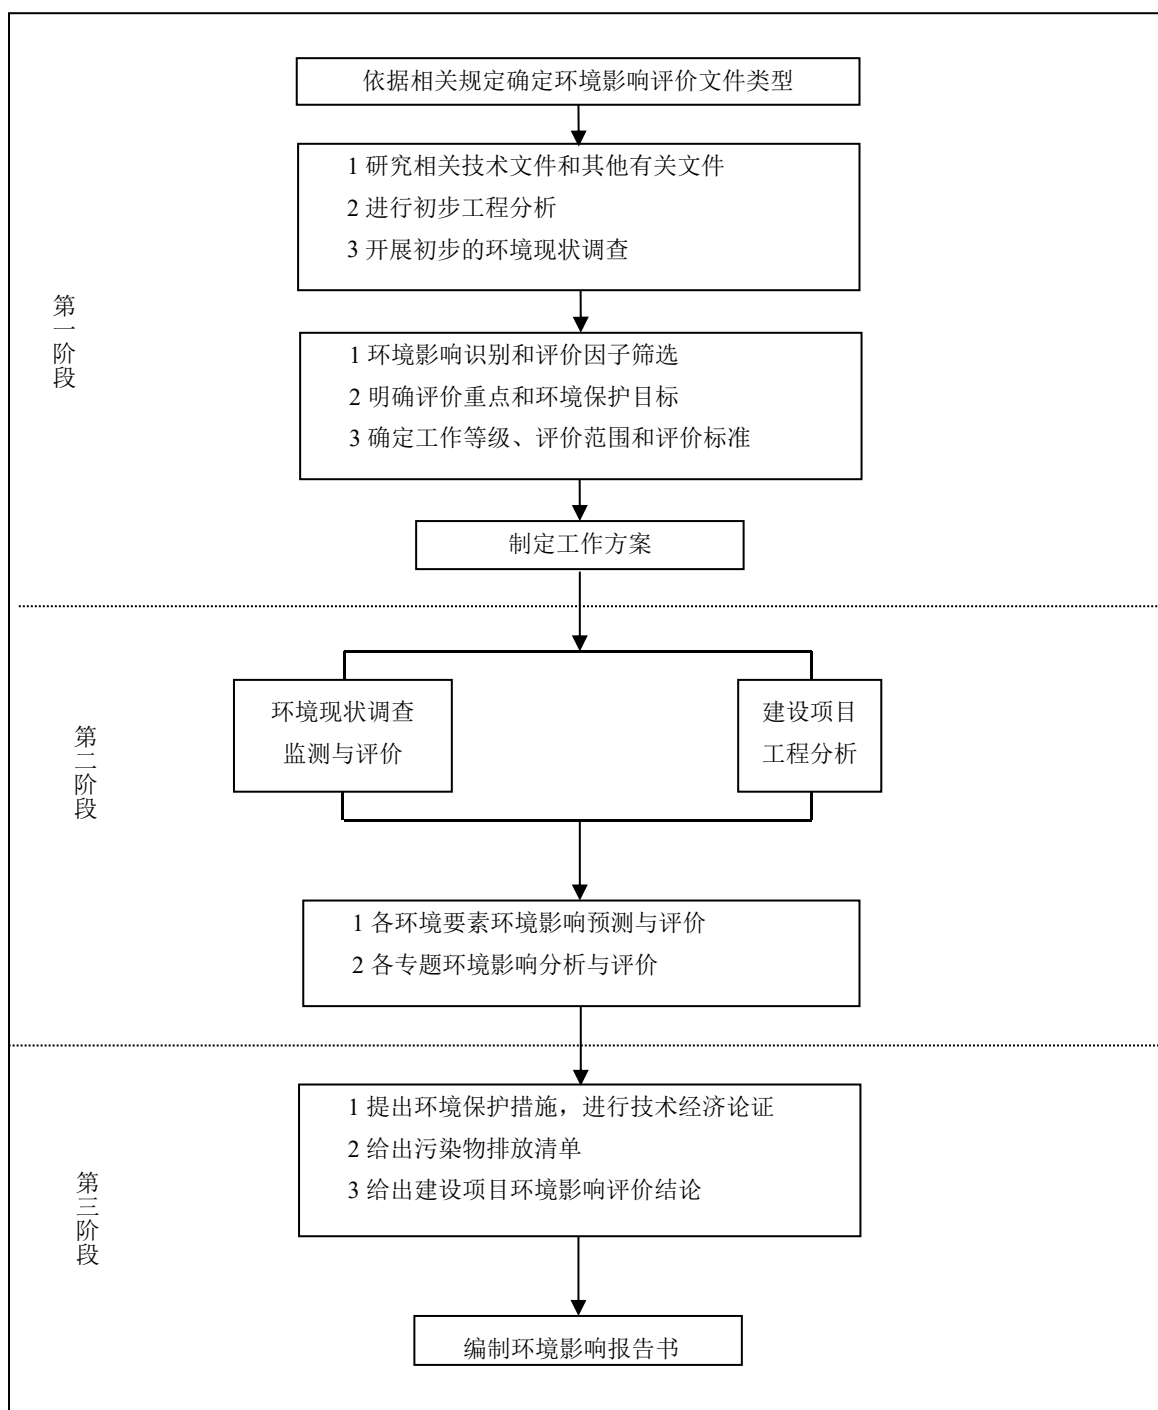 依据相关规定确定环境影响评价文件类型
1 研究相关技术文件和其他有关文件
2 进行初步工程分析
3 开展初步的环境现状调查
第一阶段
1 环境影响识别和评价因子筛选
2 明确评价重点和环境保护目标
3 确定工作等级、评价范围和评价标准
制定工作方案
第二阶段
环境现状调查
监测与评价
建设项目
工程分析
1 各环境要素环境影响预测与评价
2 各专题环境影响分析与评价
第三阶段
1 提出环境保护措施，进行技术经济论证
2 给出污染物排放清单
3 给出建设项目环境影响评价结论
编制环境影响报告书